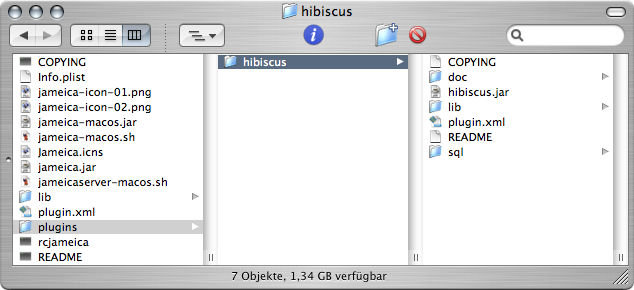 hibiscus
COPYING
Info.plist
jameica-icon-01.png
jameica-icon-02.png
jameica-macos.jar
jameica-macos.sh
Jameica.icns
jameica.jar
jameicaserver-macos.sh
lib
plugin.xml
plugins
rcjameica
README
hibiscus
COPYING
doc
hibiscus.jar
lib
plugin.xml
README
sql
7 Objekte, 1,34 GB verfügbar